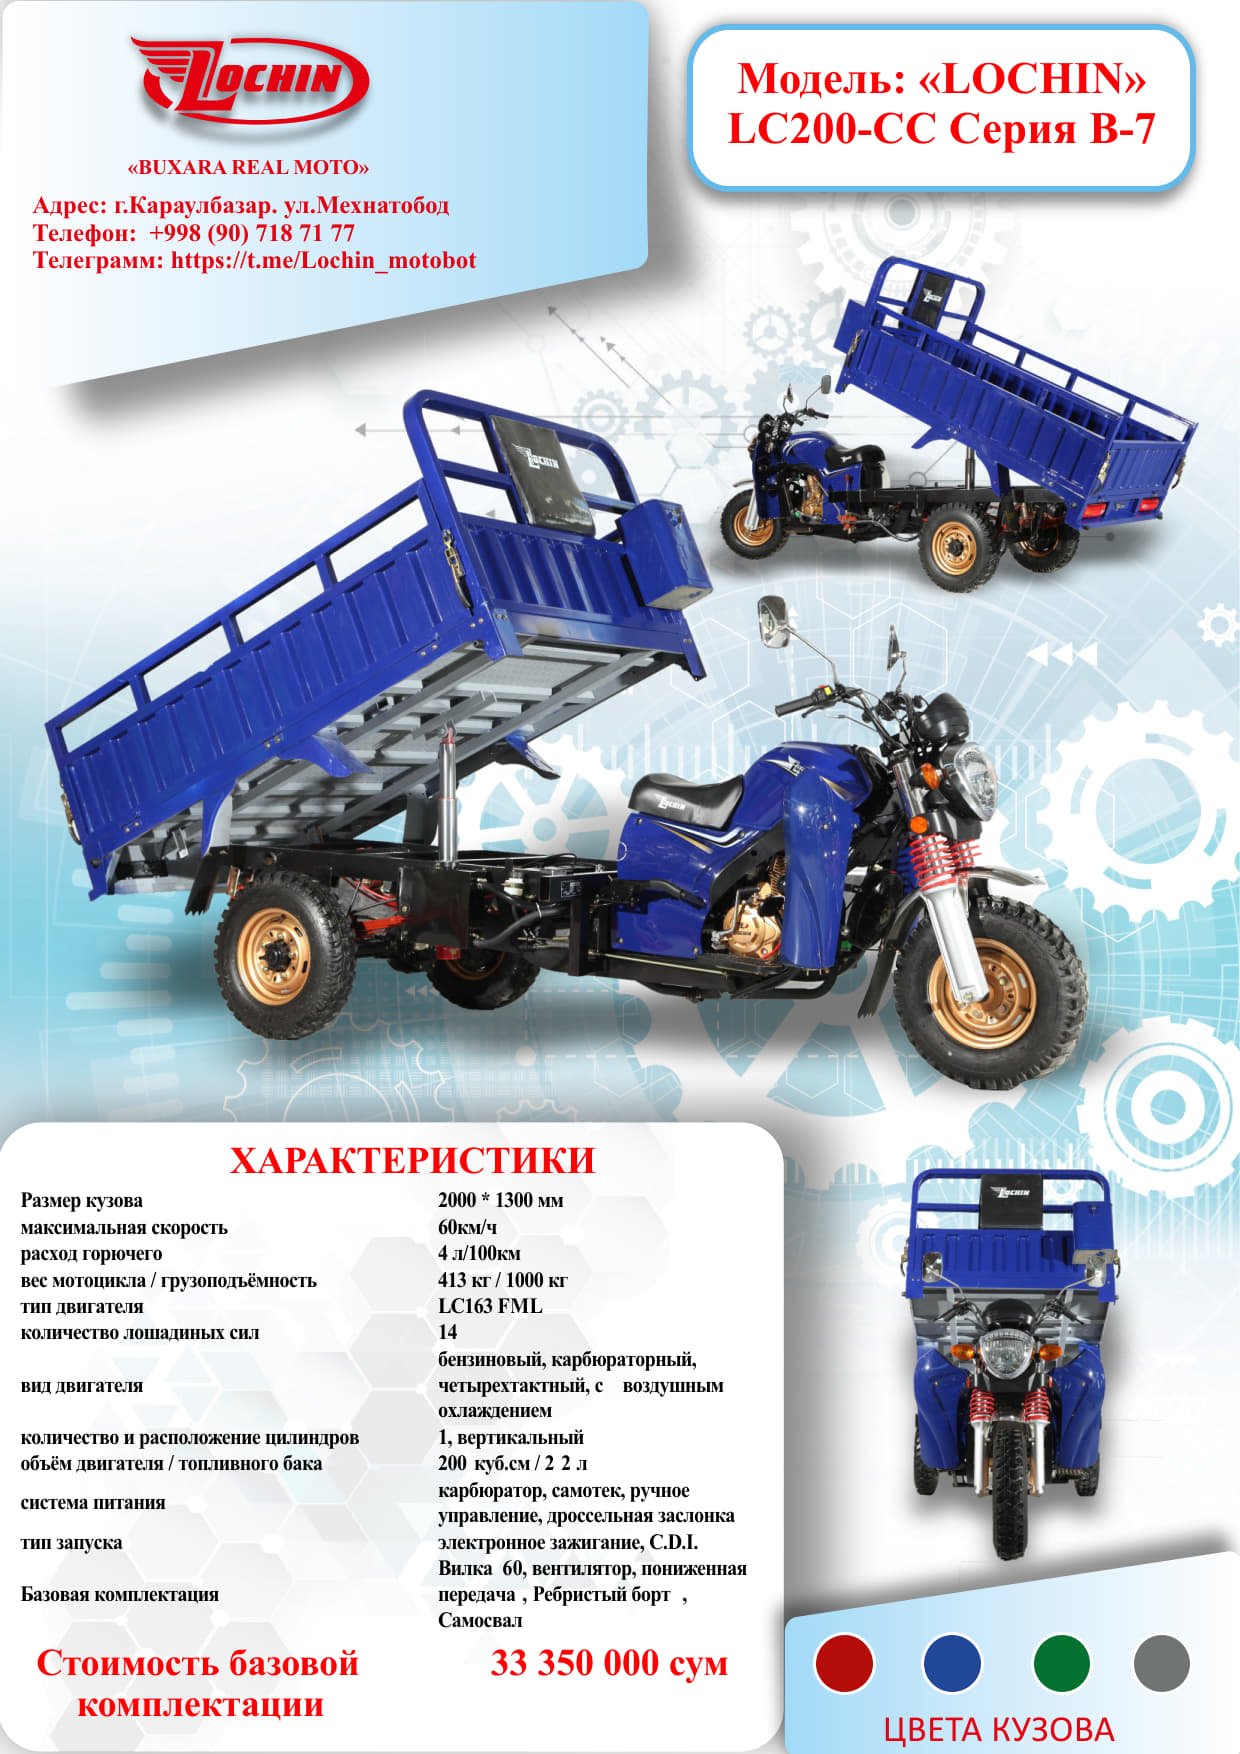 LOCHIN
«BUXARA REAL MOTO»
Адрес: г.Караулбазар. ул.Мехнатобод
Телефон: +998 (90) 718 71 77
Телеграмм: https://t.me/Lochin_motobot
Модель: «LOCHIN»
LC200-CC Серия В-7
LOCHIN
LOCHIN
LOCHIN
LOCHIN
ХАРАКТЕРИСТИКИ
Размер кузова 2000 * 1300 мм
максимальная скорость 60км/ч
расход горючего 4 л/100км
вес мотоцикла / грузоподъёмность 413 кг / 1000 кг
тип двигателя LC163 FML
количество лошадиных сил 14
вид двигателя бензиновый, карбюраторный,
четырехтактный, с воздушным
охлаждением
количество и расположение цилиндров 1, вертикальный
объём двигателя / топливного бака 200 куб.см / 2 2 л
система питания карбюратор, самотек, ручное
управление, дроссельная заслонка
тип запуска электронное зажигание, C.D.I.
Базовая комплектация Вилка 60, вентилятор, пониженная
передача , Ребристый борт ,
Самосвал
Стоимость базовой 33 350 000 сум
комплектации
ЦВЕТА КУЗОВА